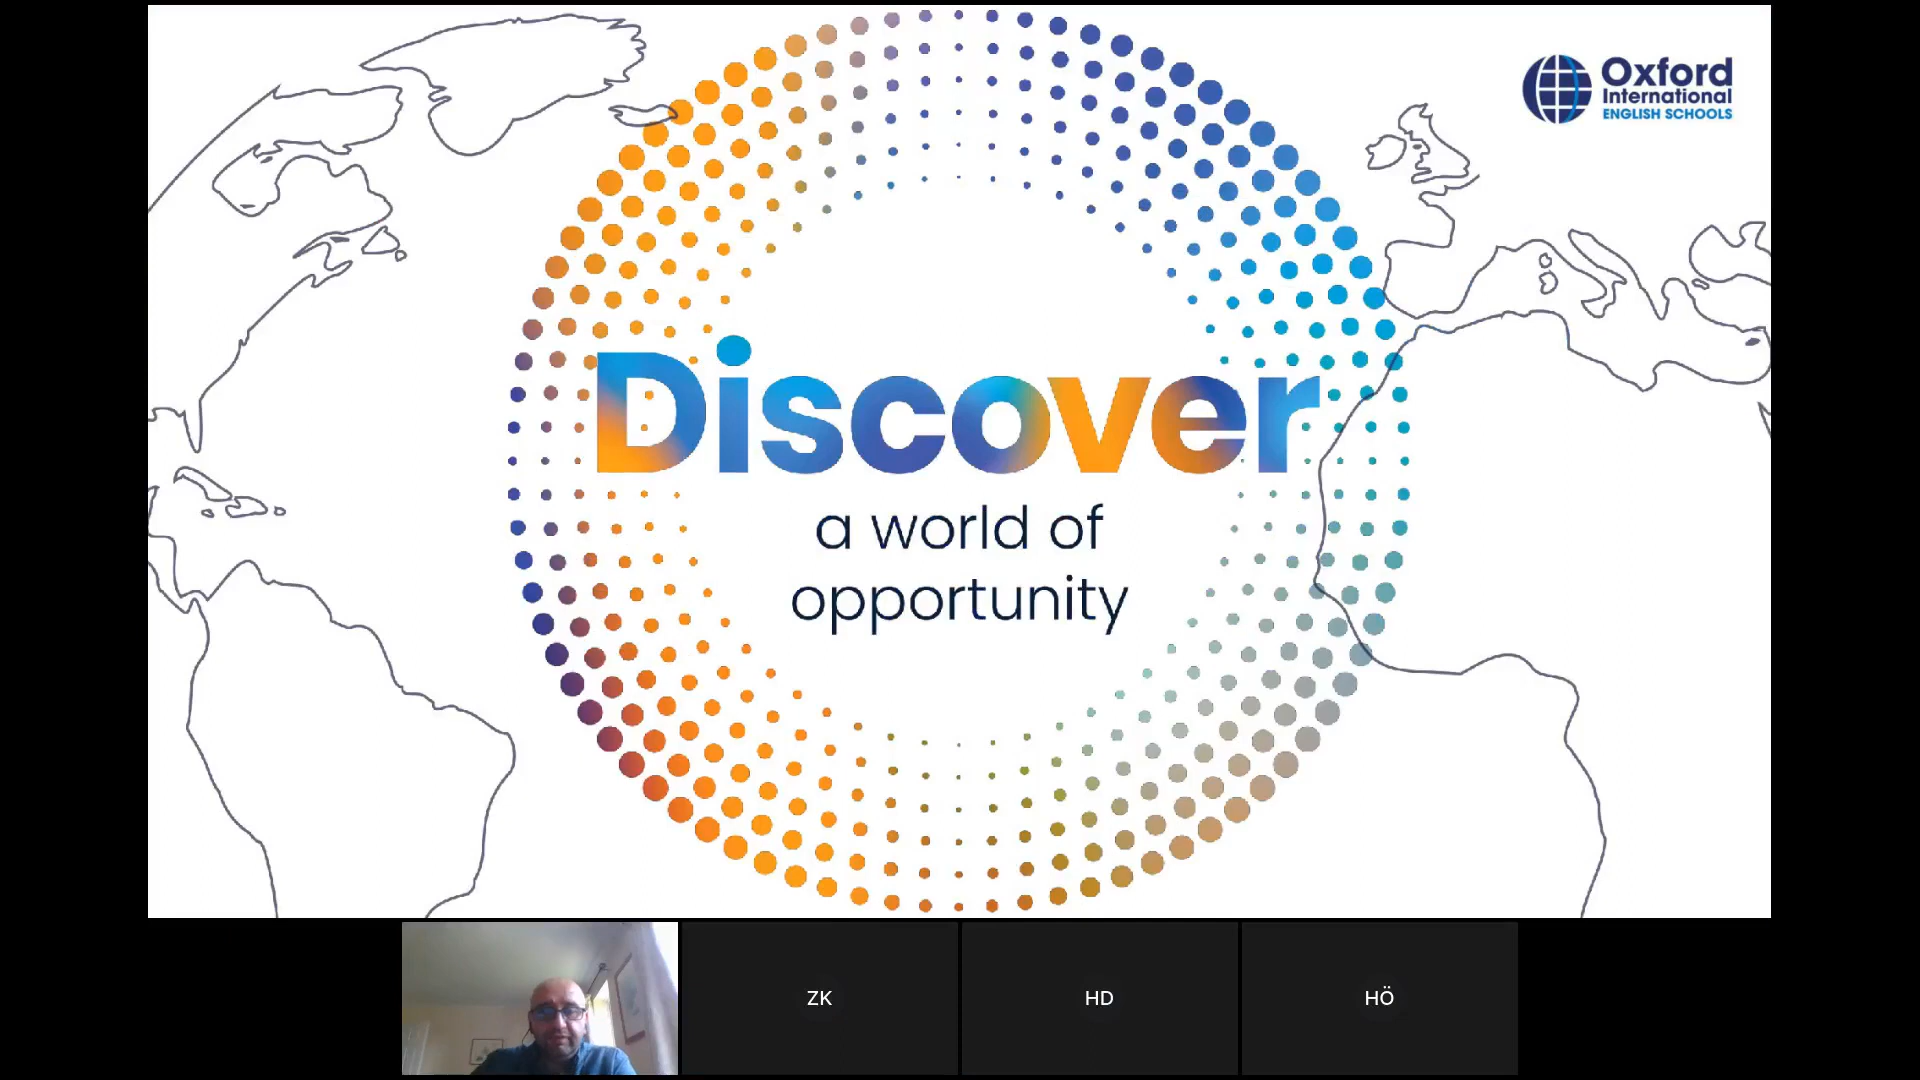 Oxford
International
ENGLISH SCHOOLS
Discover
a world of
opportunity
ZK
HD
HÖ